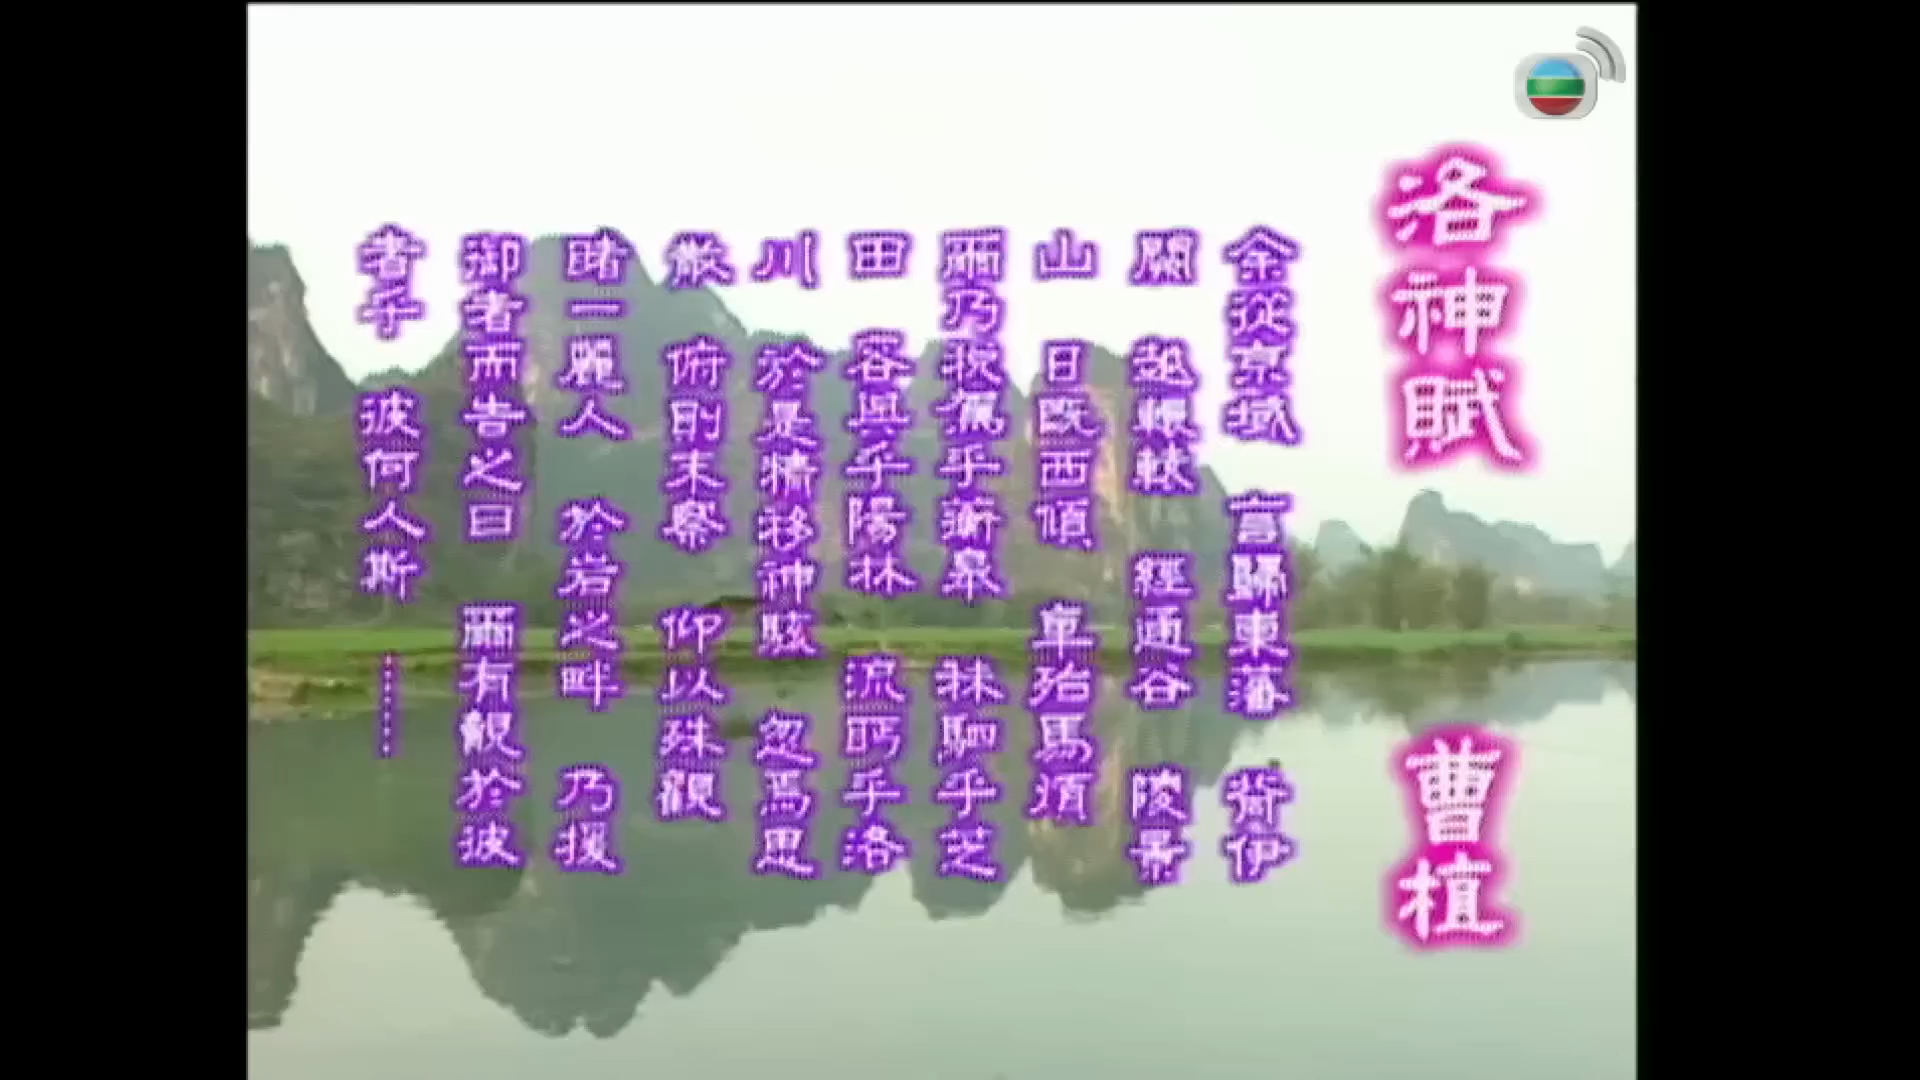 洛神賦 曹植
余從京域 言歸東藩 背伊
闕 越轘轅 經通谷 陵景
山 日既西傾 車殆馬煩
爾乃稅駕乎蘅皋 秣駟乎芝
田 容與乎陽林 流眄乎洛
川 於是精移神駭 忽焉思
散 俯則未察 仰以殊觀
睹一麗人 於岩之畔 乃援
御者而告之曰 爾有覿於彼
者乎 彼何人斯 ⋯⋯